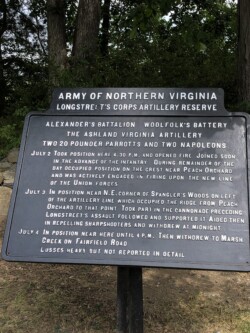 ARMY OF NORTHERN VIRGINIA
LONGSTREET'S CORPS ARTILLERY RESERVE
ALEXANDER'S BATTALION WOOLFOLK'S BATTERY
THE ASHLAND VIRGINIA ARTILLERY
TWO 20 POUNDER PARROTTS AND TWO NAPOLEONS
JULY 2 TOOK POSITION HERE 4.30 P.M. AND OPENED FIRE. JOINED SOON
IN THE ADVANCE OF THE INFANTRY. DURING REMAINDER OF THE
DAY OCCUPIED POSITION ON THE CREST NEAR PEACH ORCHARD
AND WAS ACTIVELY ENGAGED IN FIRING UPON THE NEW LINE
OF THE UNION FORCES.
JULY 3 IN POSITION NEAR N.E. CORNER OF SPANGLER'S WOODS ON LEFT
OF THE ARTILLERY LINE WHICH OCCUPIED THE RIDGE FROM PEACH
ORCHARD TO THAT POINT. TOOK PART IN THE CANNONADE PRECEDING
LONGSTREET'S ASSAULT FOLLOWED AND SUPPORTED IT. AIDED THEN
IN REPELLING SHARPSHOOTERS AND WITHDREW AT MIDNIGHT.
JULY 4 IN POSITION NEAR HERE UNTIL 4 P.M. THEN WITHDREW TO MARSH
CREEK ON FAIRFIELD ROAD
LOSSES HEAVY BUT NOT REPORTED IN DETAIL